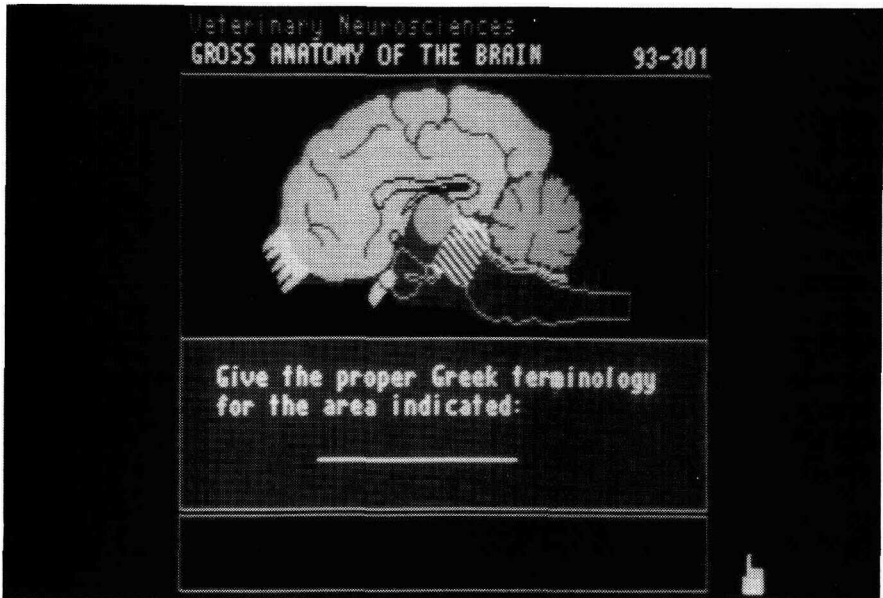 Veterinary Neurosciences
GROSS ANATOMY OF THE BRAIN 93-301
Give the proper Greek terminology
for the area indicated: